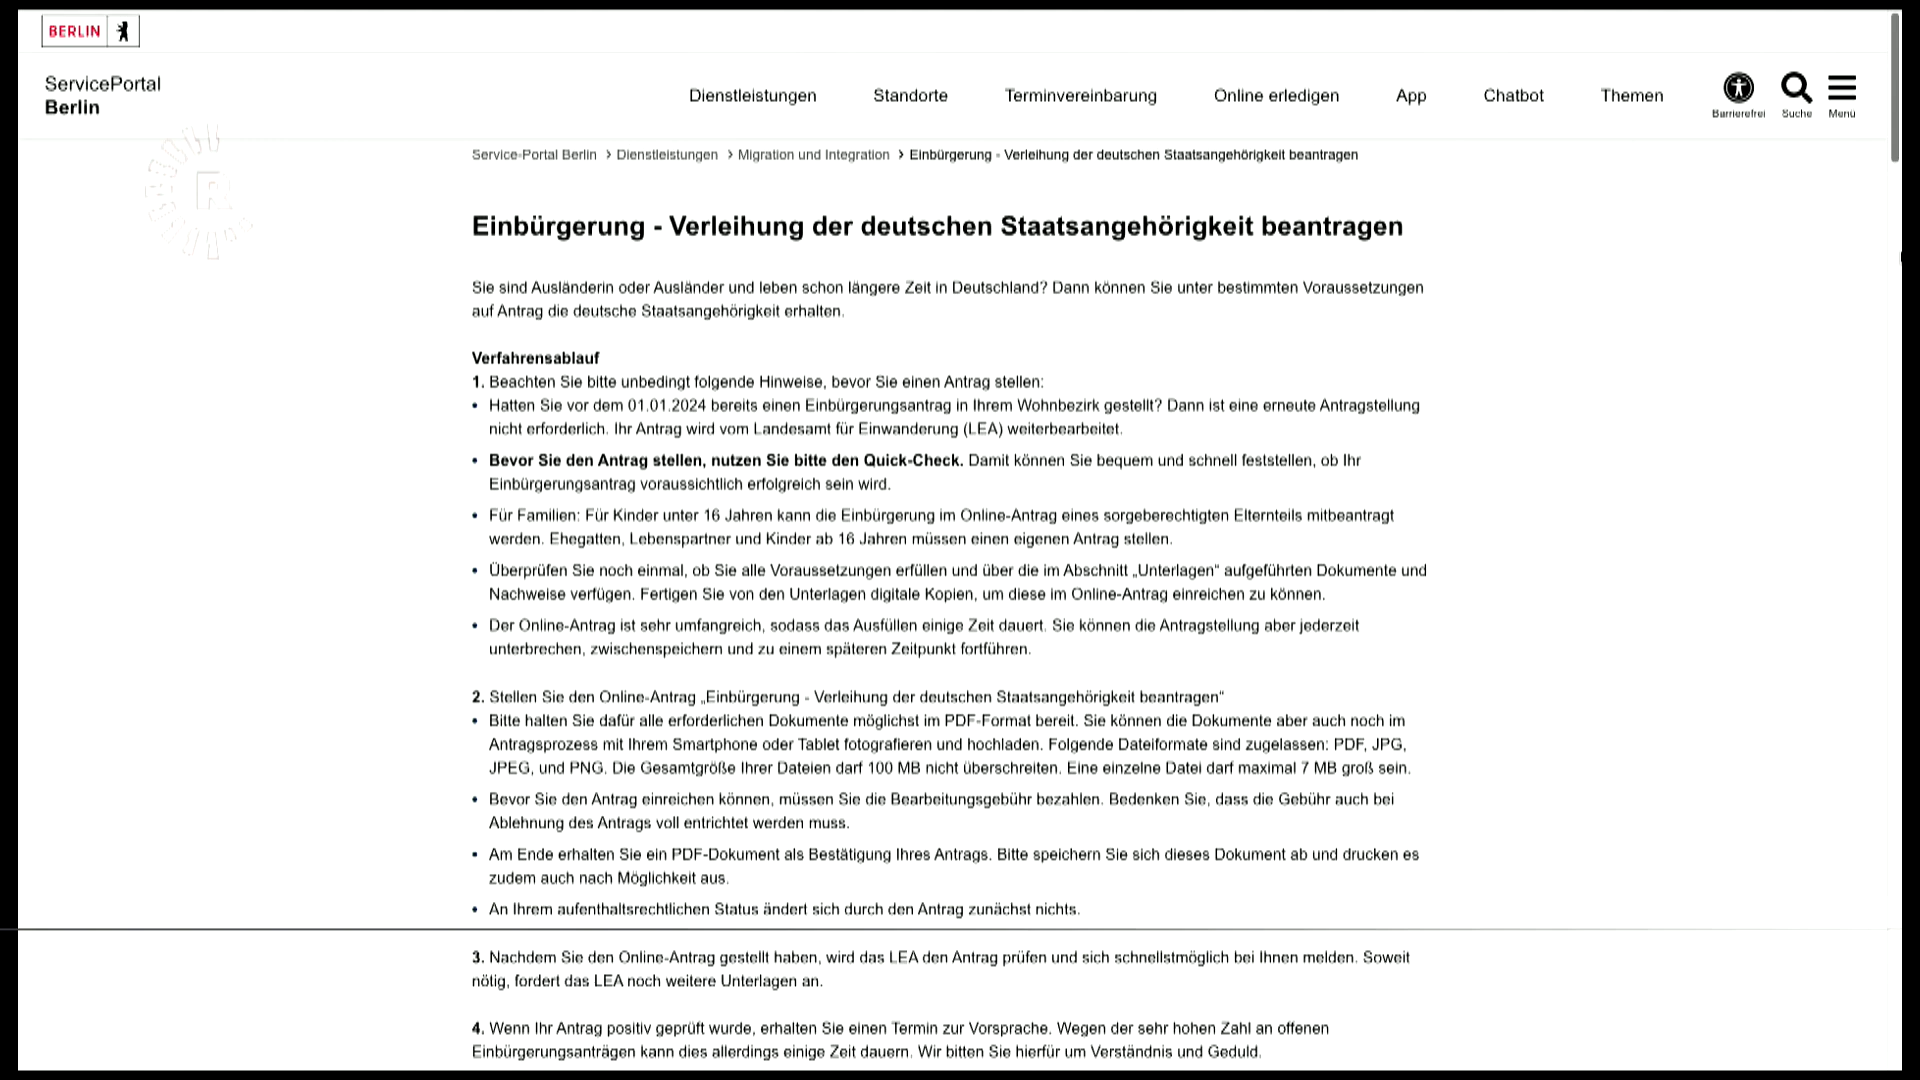 BERLIN
ServicePortal
Berlin
Dienstleistungen
Standorte
Terminvereinbarung
Online erledigen
App
Chatbot
Themen
Barrierefrei
Suche
Menü
Service-Portal Berlin > Dienstleistungen > Migration und Integration > Einbürgerung - Verleihung der deutschen Staatsangehörigkeit beantragen
Einbürgerung - Verleihung der deutschen Staatsangehörigkeit beantragen
Sie sind Ausländerin oder Ausländer und leben schon längere Zeit in Deutschland? Dann können Sie unter bestimmten Voraussetzungen
auf Antrag die deutsche Staatsangehörigkeit erhalten.
Verfahrensablauf
1. Beachten Sie bitte unbedingt folgende Hinweise, bevor Sie einen Antrag stellen:
• Hatten Sie vor dem 01.01.2024 bereits einen Einbürgerungsantrag in Ihrem Wohnbezirk gestellt? Dann ist eine erneute Antragstellung
nicht erforderlich. Ihr Antrag wird vom Landesamt für Einwanderung (LEA) weiterbearbeitet.
• Bevor Sie den Antrag stellen, nutzen Sie bitte den Quick-Check. Damit können Sie bequem und schnell feststellen, ob Ihr
Einbürgerungsantrag voraussichtlich erfolgreich sein wird.
• Für Familien: Für Kinder unter 16 Jahren kann die Einbürgerung im Online-Antrag eines sorgeberechtigten Elternteils mitbeantragt
werden. Ehegatten, Lebenspartner und Kinder ab 16 Jahren müssen einen eigenen Antrag stellen.
• Überprüfen Sie noch einmal, ob Sie alle Voraussetzungen erfüllen und über die im Abschnitt „Unterlagen“ aufgeführten Dokumente und
Nachweise verfügen. Fertigen Sie von den Unterlagen digitale Kopien, um diese im Online-Antrag einreichen zu können.
• Der Online-Antrag ist sehr umfangreich, sodass das Ausfüllen einige Zeit dauert. Sie können die Antragstellung aber jederzeit
unterbrechen, zwischenspeichern und zu einem späteren Zeitpunkt fortführen.
2. Stellen Sie den Online-Antrag „Einbürgerung - Verleihung der deutschen Staatsangehörigkeit beantragen“
• Bitte halten Sie dafür alle erforderlichen Dokumente möglichst im PDF-Format bereit. Sie können die Dokumente aber auch noch im
Antragsprozess mit Ihrem Smartphone oder Tablet fotografieren und hochladen. Folgende Dateiformate sind zugelassen: PDF, JPG,
JPEG, und PNG. Die Gesamtgröße Ihrer Dateien darf 100 MB nicht überschreiten. Eine einzelne Datei darf maximal 7 MB groß sein.
• Bevor Sie den Antrag einreichen können, müssen Sie die Bearbeitungsgebühr bezahlen. Bedenken Sie, dass die Gebühr auch bei
Ablehnung des Antrags voll entrichtet werden muss.
• Am Ende erhalten Sie ein PDF-Dokument als Bestätigung Ihres Antrags. Bitte speichern Sie sich dieses Dokument ab und drucken es
zudem auch nach Möglichkeit aus.
• An Ihrem aufenthaltsrechtlichen Status ändert sich durch den Antrag zunächst nichts.
3. Nachdem Sie den Online-Antrag gestellt haben, wird das LEA den Antrag prüfen und sich schnellstmöglich bei Ihnen melden. Soweit
nötig, fordert das LEA noch weitere Unterlagen an.
4. Wenn Ihr Antrag positiv geprüft wurde, erhalten Sie einen Termin zur Vorsprache. Wegen der sehr hohen Zahl an offenen
Einbürgerungsanträgen kann dies allerdings einige Zeit dauern. Wir bitten Sie hierfür um Verständnis und Geduld.